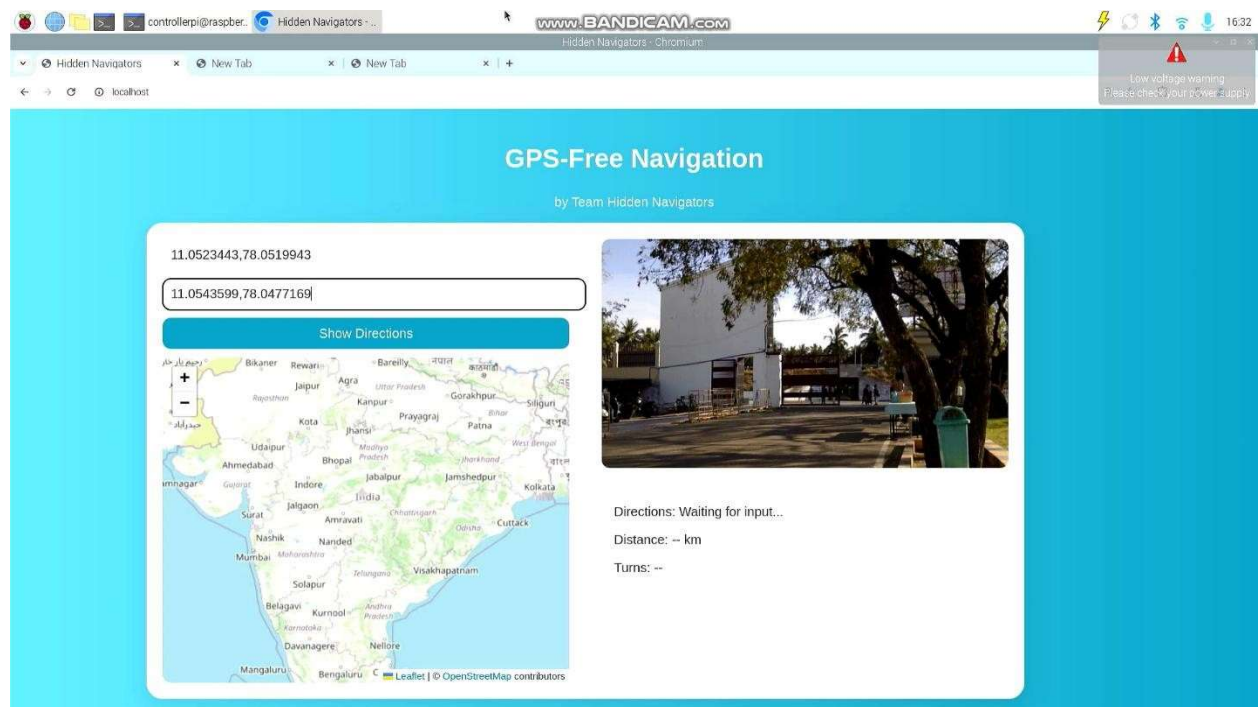 controllerpi@raspber..
Hidden Navigators - ..
www.BANDICAM.com
16:32
Hidden Navigators - Chromium
Hidden Navigators
New Tab
New Tab
Low voltage warning
Please check your power supply
localhost
GPS-Free Navigation
by Team Hidden Navigators
11.0523443,78.0519943
11.0543599,78.0477169
Show Directions
+
−
Bikaner
Rewari
Bareilly
नेपाल
काठमाडौं
Jaipur
Agra
Uttar Pradesh
Rajasthan
Kanpur
Gorakhpur
Siliguri
Kota
Jhansi
Prayagraj
Patna
Bihar
Udaipur
Madhya
Pradesh
West Bengal
Ahmedabad
Bhopal
Jharkhand
Gujarat
Indore
Jabalpur
Jamshedpur
Kolkata
India
Surat
Jalgaon
Amravati
Chhattisgarh
Odisha
Cuttack
Nashik
Nanded
Mumbai
Maharashtra
Telangana
Visakhapatnam
Solapur
Belagavi
Kurnool
Andhra
Pradesh
Karnataka
Davanagere
Nellore
Mangaluru
Bengaluru
Leaflet | © OpenStreetMap contributors
Directions: Waiting for input...
Distance: -- km
Turns: --